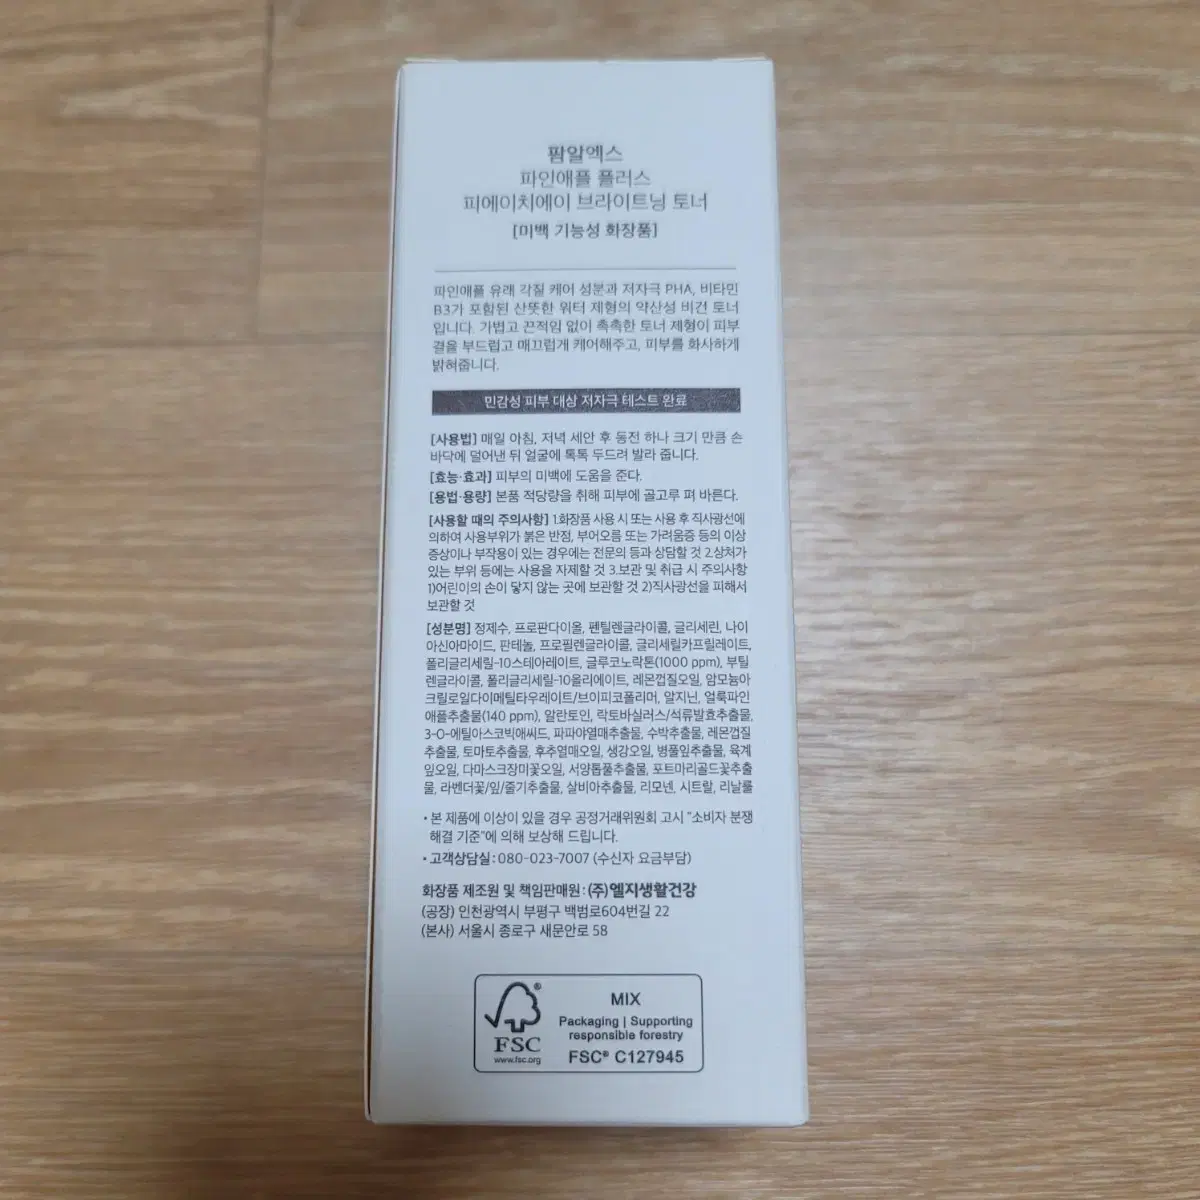 팜알엑스
파인애플 플러스
피에이치에이 브라이트닝 토너
[미백 기능성 화장품]
파인애플 유래 각질 케어 성분과 저자극 PHA, 비타민
B3가 포함된 산뜻한 워터 제형의 약산성 비건 토너
입니다. 가볍고 끈적임 없이 촉촉한 토너 제형이 피부
결을 부드럽고 매끄럽게 케어해주고, 피부를 화사하게
밝혀줍니다.
민감성 피부 대상 저자극 테스트 완료
[사용법] 매일 아침, 저녁 세안 후 동전 하나 크기 만큼 손
바닥에 덜어낸 뒤 얼굴에 톡톡 두드려 발라 줍니다.
[효능·효과] 피부의 미백에 도움을 준다.
[용법·용량] 본품 적당량을 취해 피부에 골고루 펴 바른다.
[사용할 때의 주의사항] 1.화장품 사용 시 또는 사용 후 직사광선에
의하여 사용부위가 붉은 반점, 부어오름 또는 가려움증 등의 이상
증상이나 부작용이 있는 경우에는 전문의 등과 상담할 것 2.상처가
있는 부위 등에는 사용을 자제할 것 3.보관 및 취급 시 주의사항
1)어린이의 손이 닿지 않는 곳에 보관할 것 2)직사광선을 피해서
보관할 것
[성분명] 정제수, 프로판다이올, 펜틸렌글라이콜, 글리세린, 나이
아신아마이드, 판테놀, 프로필렌글라이콜, 글리세릴카프릴레이트,
폴리글리세릴-10스테아레이트, 글루코노락톤(1000 ppm), 부틸
렌글라이콜, 폴리글리세릴-10올리에이트, 레몬껍질오일, 암모늄아
크릴로일다이메틸타우레이트/브이피코폴리머, 알지닌, 얼룩파인
애플추출물(140 ppm), 알란토인, 락토바실러스/석류발효추출물,
3-O-에틸아스코빅애씨드, 파파야열매추출물, 수박추출물, 레몬껍질
추출물, 토마토추출물, 후추열매오일, 생강오일, 병풀잎추출물, 육계
잎오일, 다마스크장미꽃오일, 서양톱풀추출물, 포트마리골드꽃추출
물, 라벤더꽃/잎/줄기추출물, 살비아추출물, 리모넨, 시트랄, 리날룰
• 본 제품에 이상이 있을 경우 공정거래위원회 고시 "소비자 분쟁
해결 기준"에 의해 보상해 드립니다.
• 고객상담실 : 080-023-7007 (수신자 요금부담)
화장품 제조원 및 책임판매원 : (주)엘지생활건강
(공장) 인천광역시 부평구 백범로604번길 22
(본사) 서울시 종로구 새문안로 58
FSC
www.fsc.org
MIX
Packaging | Supporting
responsible forestry
FSC® C127945